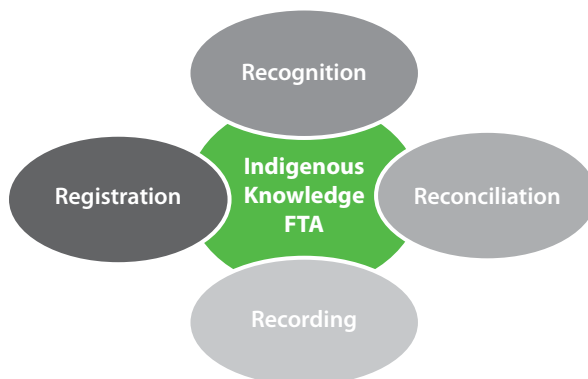 Recognition
Registration
Indigenous
Knowledge
FTA
Reconciliation
Recording